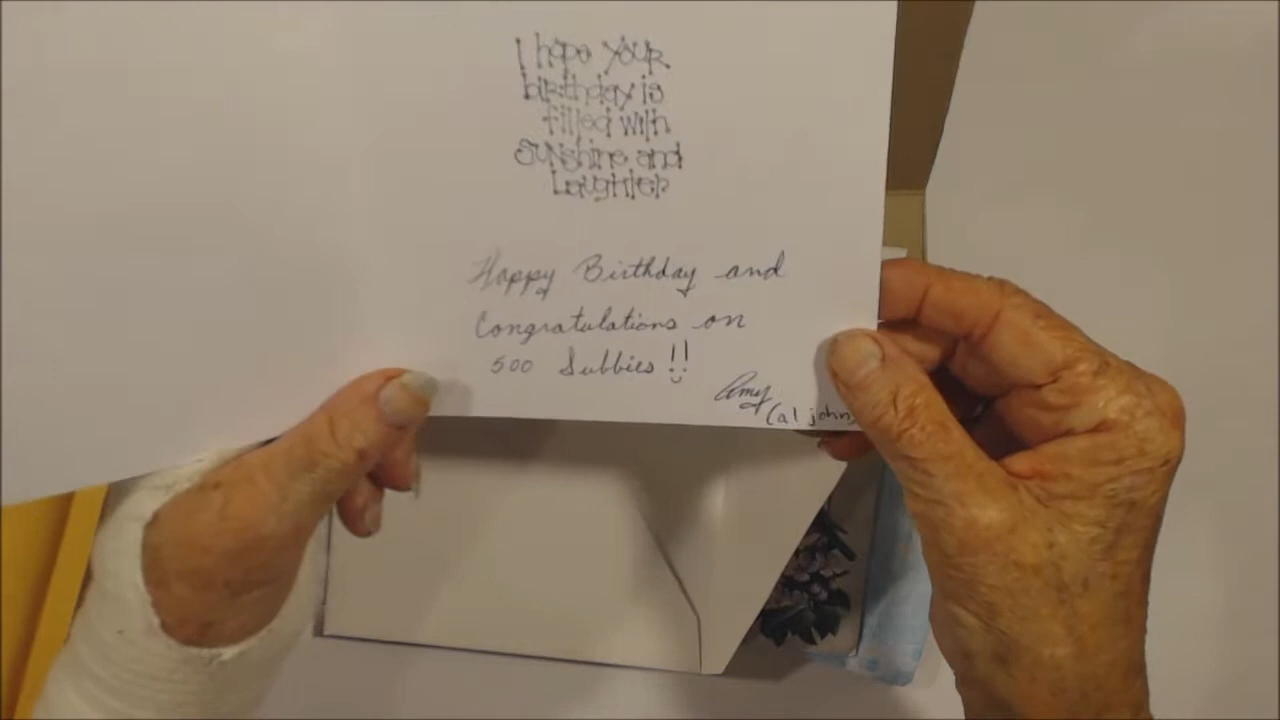 I hope your
birthday is
filled with
SUNshine and
Laughter
Happy Birthday and
Congratulations on
500 Subbies!!
Amy
(al john)